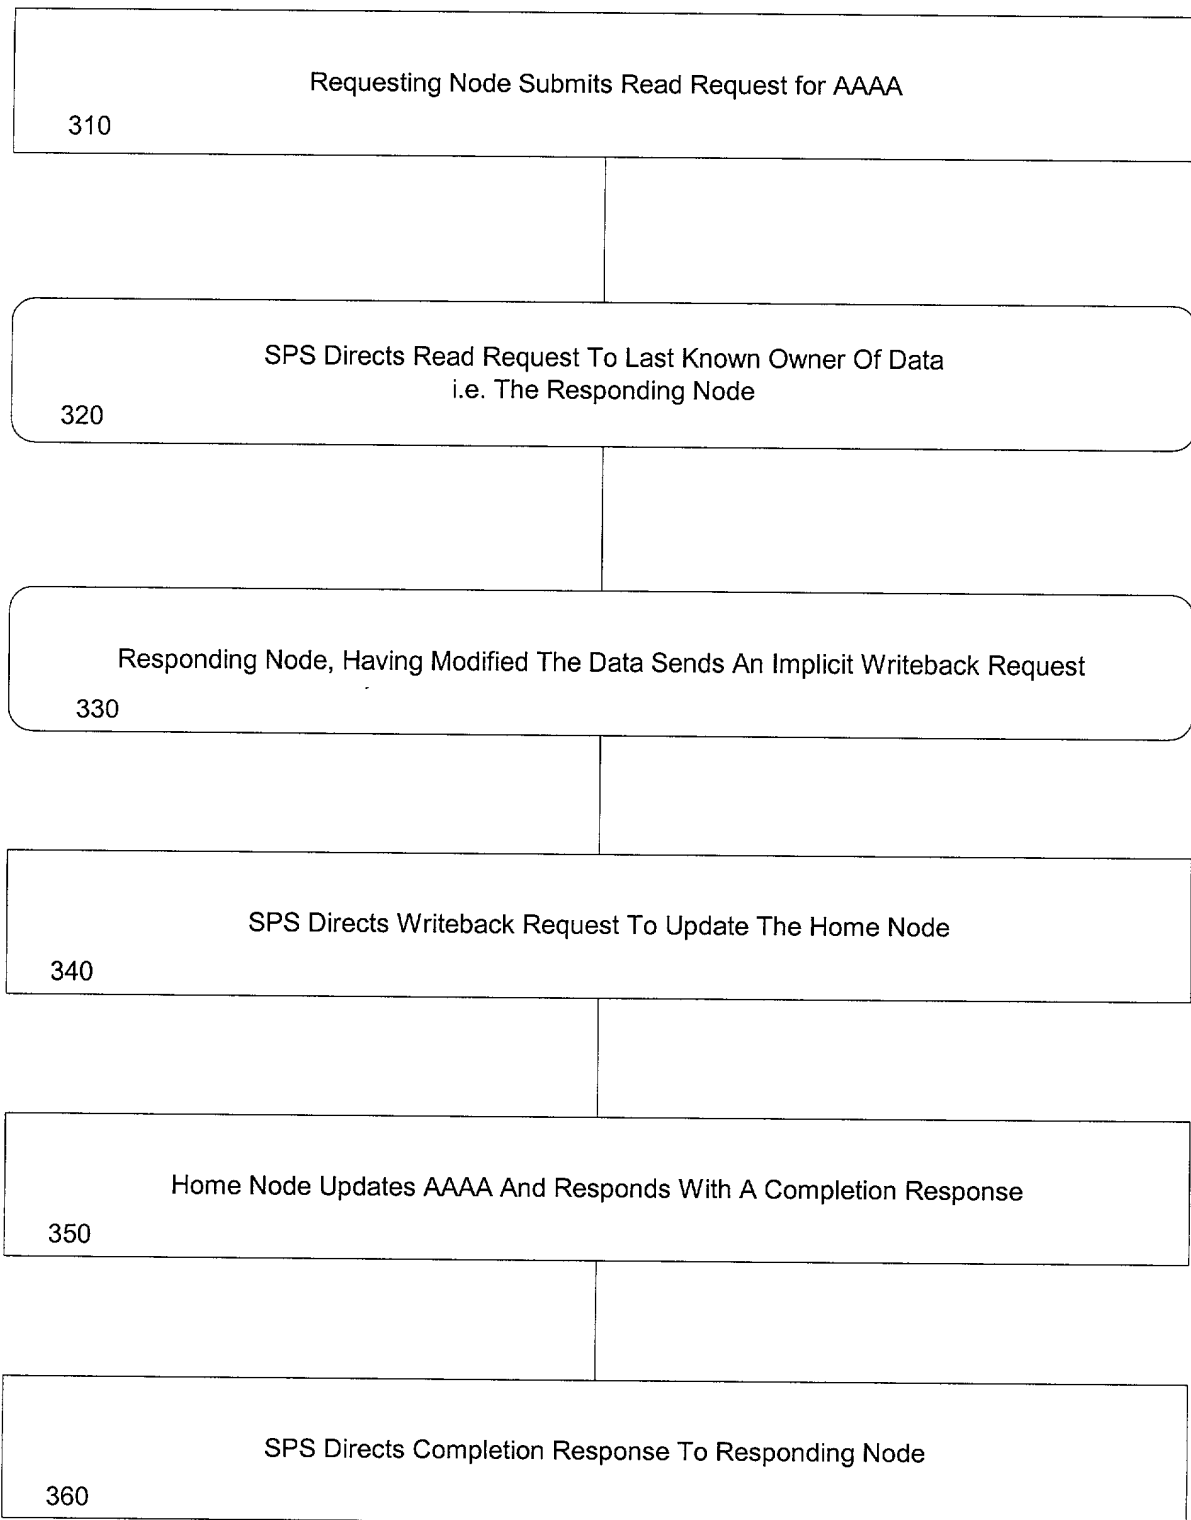 Requesting Node Submits Read Request for AAAA
310
SPS Directs Read Request To Last Known Owner Of Data
i.e. The Responding Node
320
Responding Node, Having Modified The Data Sends An Implicit Writeback Request
330
SPS Directs Writeback Request To Update The Home Node
340
Home Node Updates AAAA And Responds With A Completion Response
350
SPS Directs Completion Response To Responding Node
360